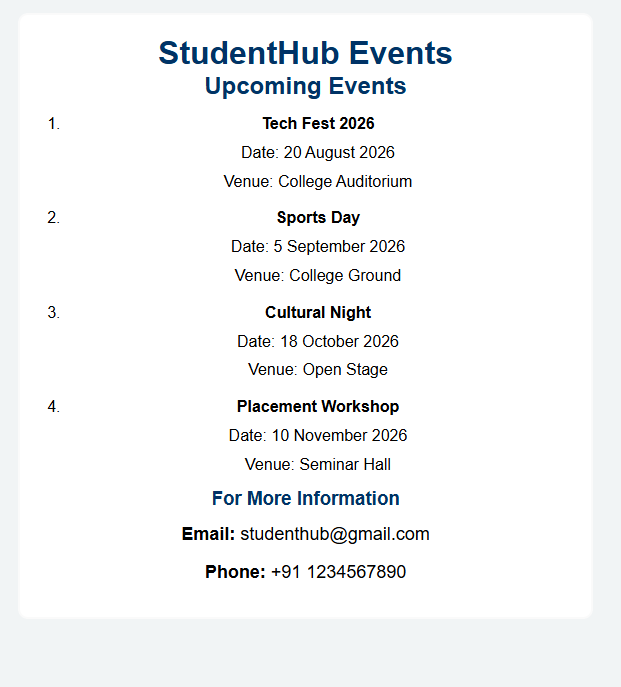 StudentHub Events
Upcoming Events
1. Tech Fest 2026
Date: 20 August 2026
Venue: College Auditorium
2. Sports Day
Date: 5 September 2026
Venue: College Ground
3. Cultural Night
Date: 18 October 2026
Venue: Open Stage
4. Placement Workshop
Date: 10 November 2026
Venue: Seminar Hall
For More Information
Email: studenthub@gmail.com
Phone: +91 1234567890